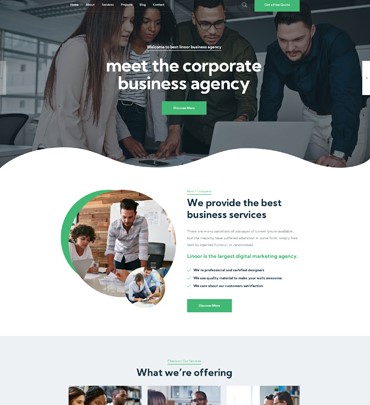 Home About Services Projects Blog Contact
Get a Free Quote
Welcome to best linoor business agency
meet the corporate
business agency
Discover More
About Company
We provide the best
business services
There are many variations of passages of Lorem Ipsum available,
but the majority have suffered alteration in some form, simply free
text by injected humour, or randomised.
Linoor is the largest digital marketing agency.
We're professional and certified designers
We use quality material to make your walls awesome
We care about our customers satisfaction
Discover More
What we're offering